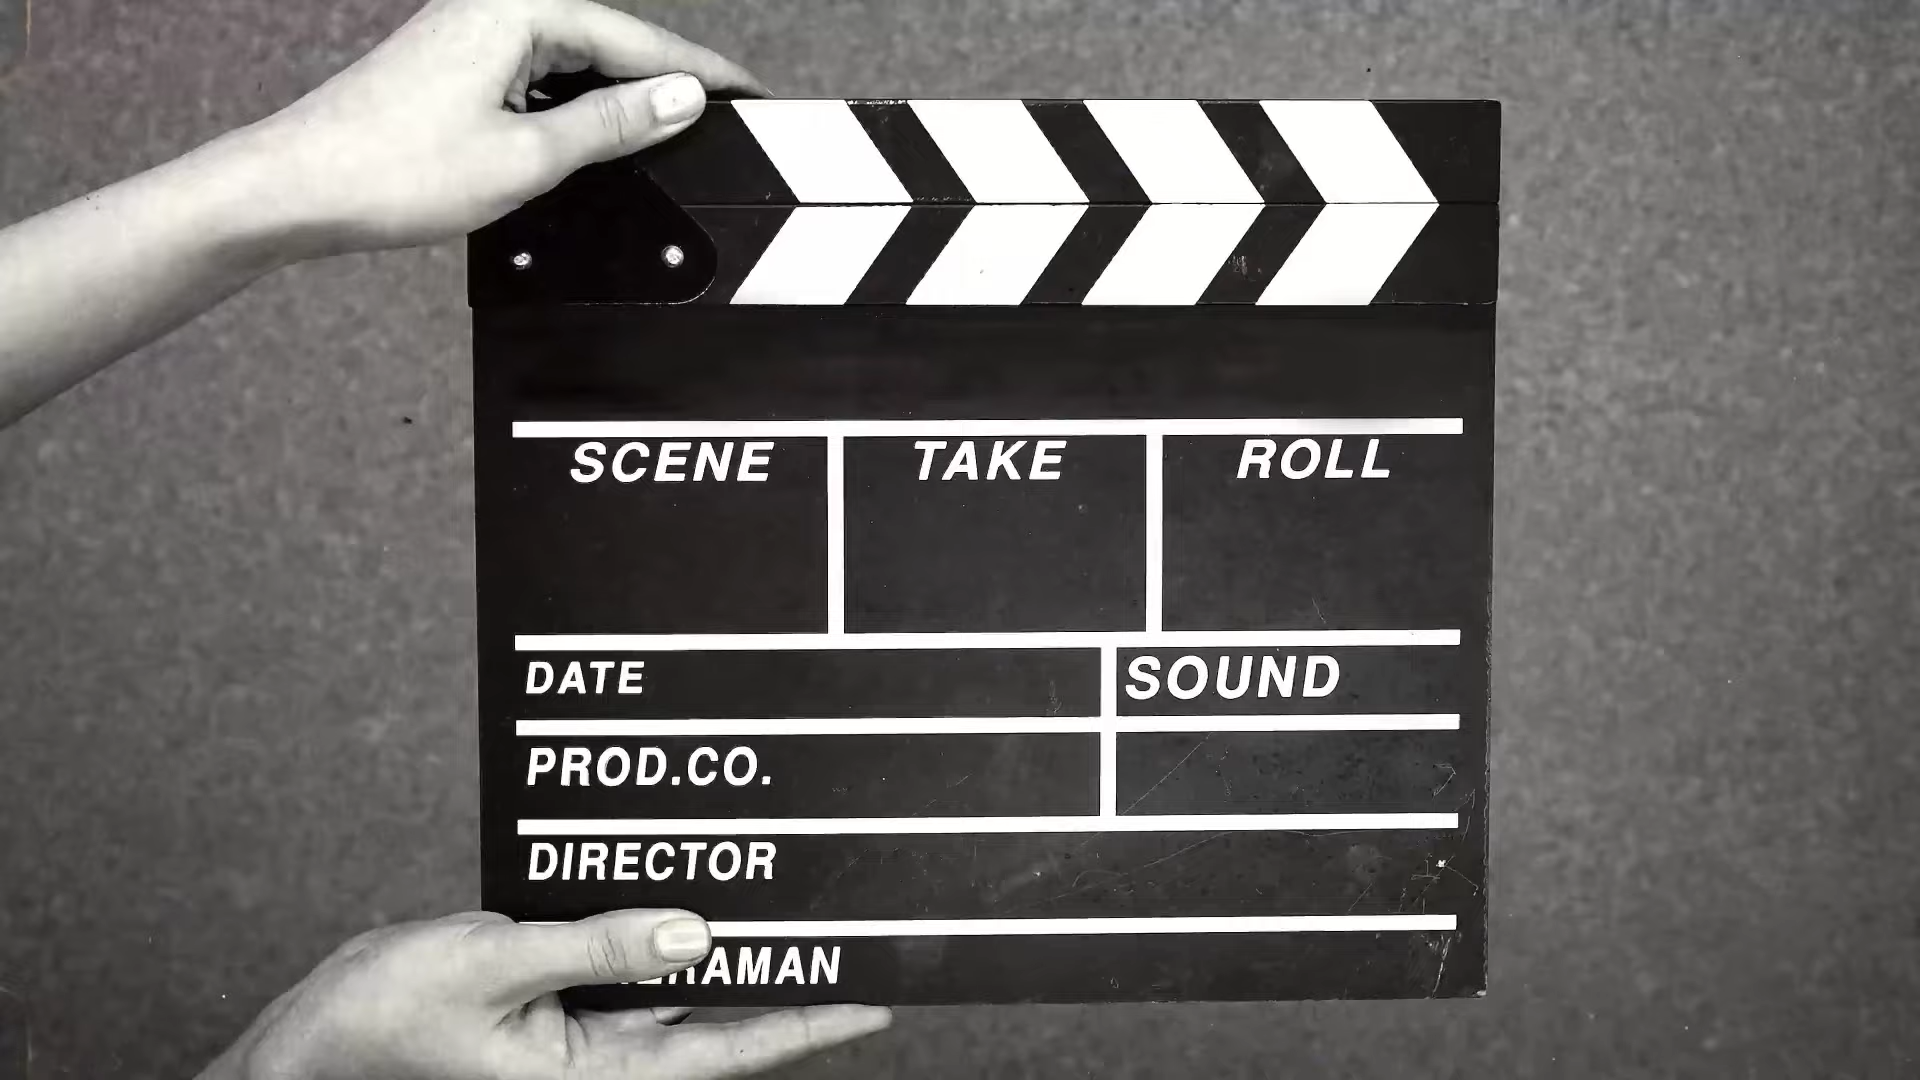 SCENE TAKE ROLL
DATE SOUND
PROD.CO.
DIRECTOR